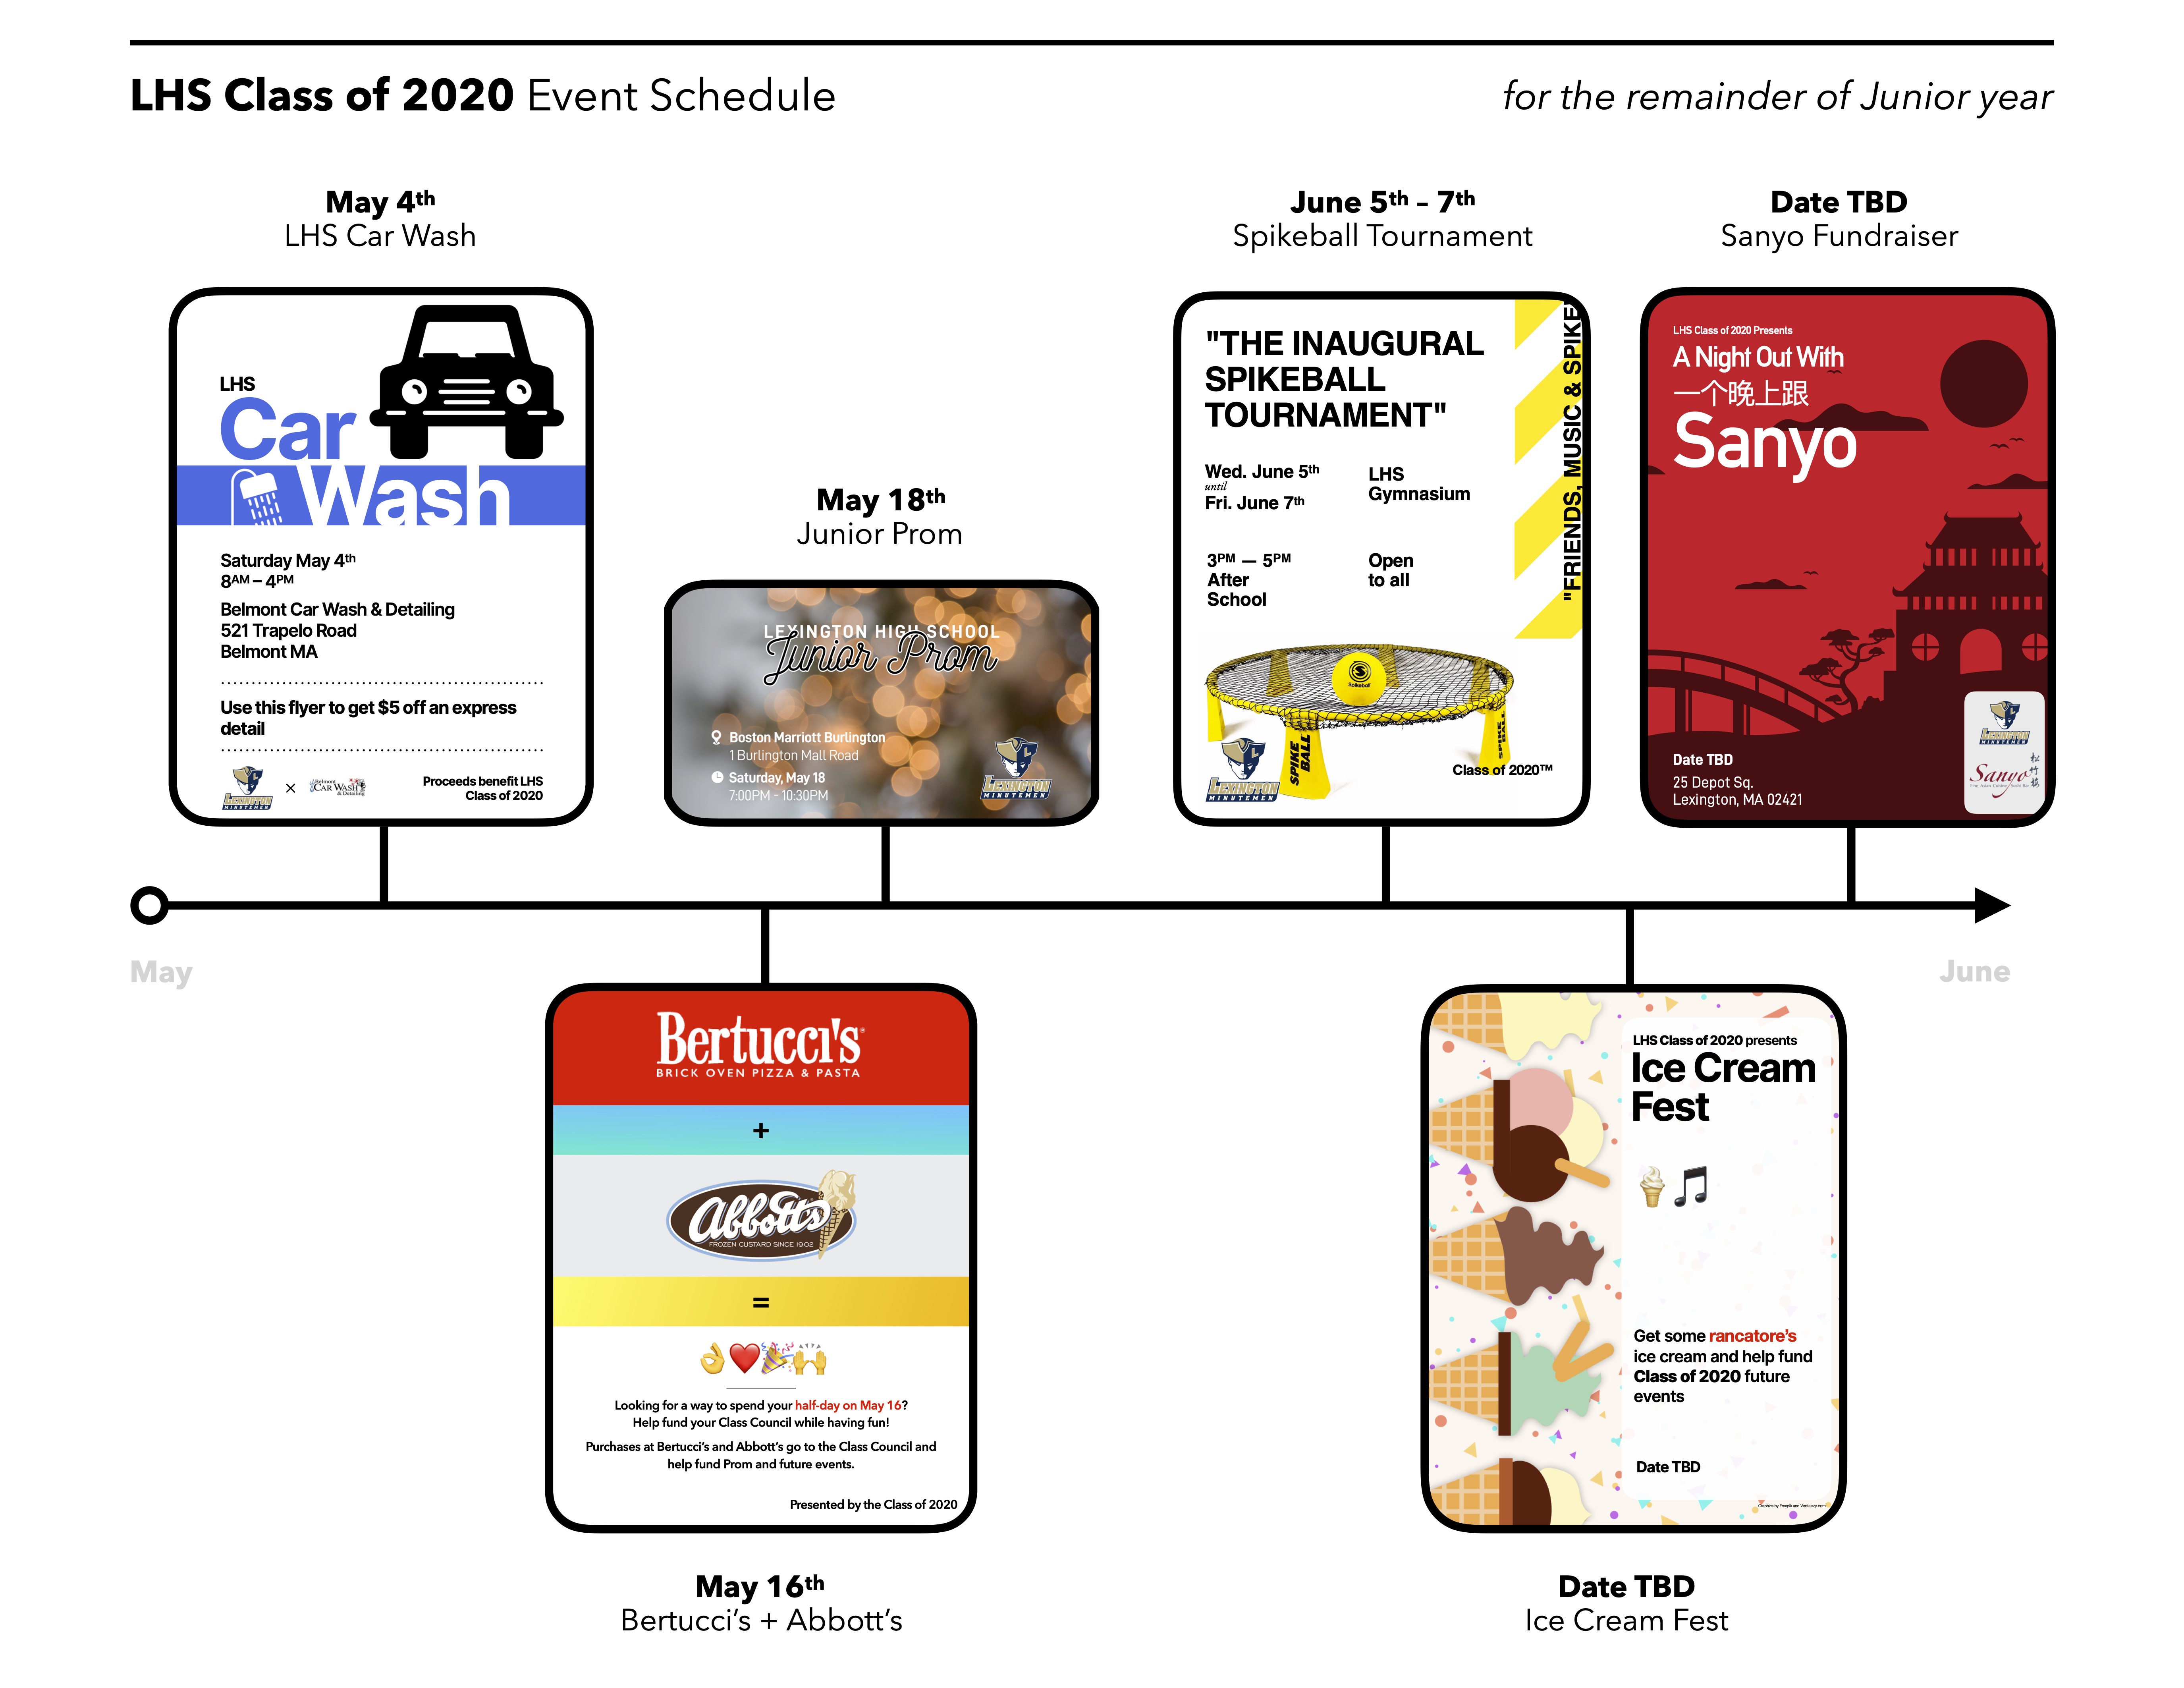 LHS Class of 2020 Event Schedule
for the remainder of Junior year
May 4th
LHS Car Wash
LHS
Car
Wash
Saturday May 4th
8AM – 4PM
Belmont Car Wash & Detailing
521 Trapelo Road
Belmont MA
Use this flyer to get $5 off an express
detail
LEXINGTON
MINUTEMEN
×
Belmont
CAR WASH
& Detailing
Proceeds benefit LHS
Class of 2020
May 18th
Junior Prom
LEXINGTON HIGH SCHOOL
Junior Prom
Boston Marriott Burlington
1 Burlington Mall Road
Saturday, May 18
7:00PM - 10:30PM
LEXINGTON
MINUTEMEN
June 5th – 7th
Spikeball Tournament
"THE INAUGURAL
SPIKEBALL
TOURNAMENT"
Wed. June 5th
until
Fri. June 7th
LHS
Gymnasium
3PM — 5PM
After
School
Open
to all
"FRIENDS, MUSIC & SPIKE
Spikeball
SPIKE
BALL
SPIKE
BALL
LEXINGTON
MINUTEMEN
Class of 2020™
Date TBD
Sanyo Fundraiser
LHS Class of 2020 Presents
A Night Out With
一个晚上跟
Sanyo
Date TBD
25 Depot Sq.
Lexington, MA 02421
LEXINGTON
MINUTEMEN
Sanyo
May
June
Bertucci's
BRICK OVEN PIZZA & PASTA
+
Abbott's
FROZEN CUSTARD SINCE 1902
=
Looking for a way to spend your half-day on May 16?
Help fund your Class Council while having fun!
Purchases at Bertucci's and Abbott's go to the Class Council and
help fund Prom and future events.
Presented by the Class of 2020
May 16th
Bertucci's + Abbott's
LHS Class of 2020 presents
Ice Cream
Fest
Get some rancatore's
ice cream and help fund
Class of 2020 future
events
Date TBD
Graphics by Freepik and Vecteezy.com
Date TBD
Ice Cream Fest